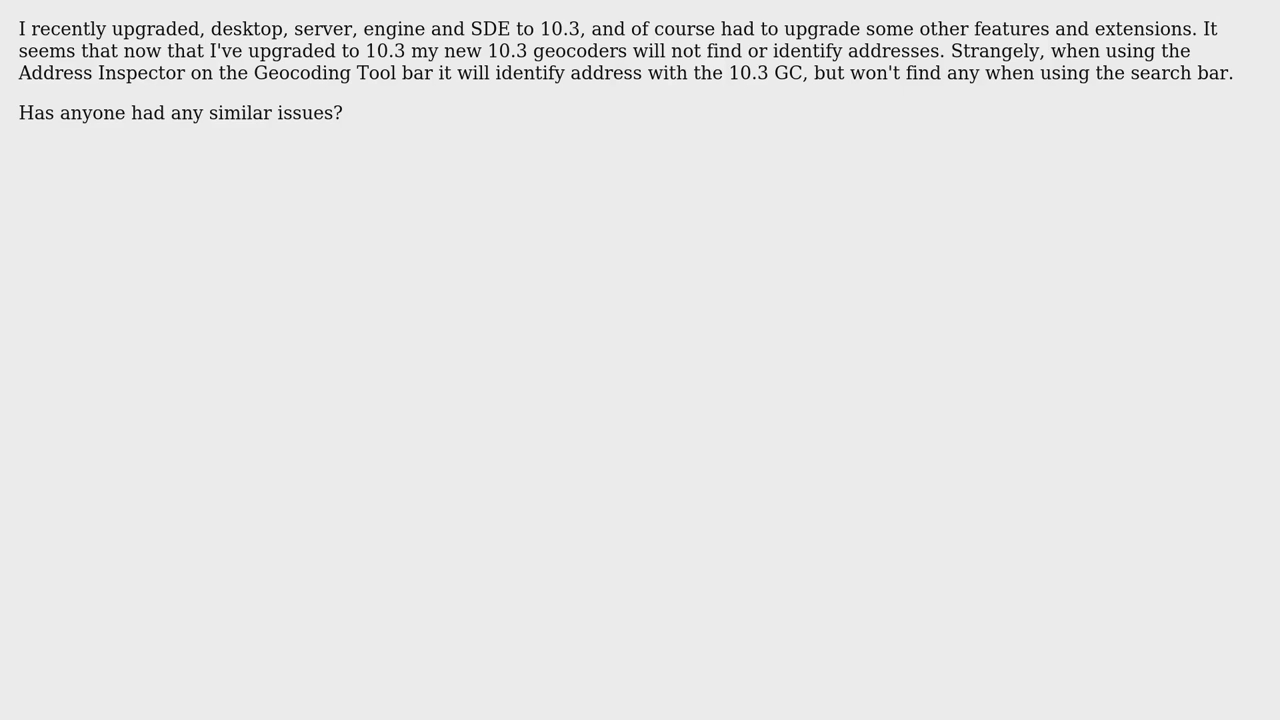 I recently upgraded, desktop, server, engine and SDE to 10.3, and of course had to upgrade some other features and extensions. It
seems that now that I've upgraded to 10.3 my new 10.3 geocoders will not find or identify addresses. Strangely, when using the
Address Inspector on the Geocoding Tool bar it will identify address with the 10.3 GC, but won't find any when using the search bar.
Has anyone had any similar issues?